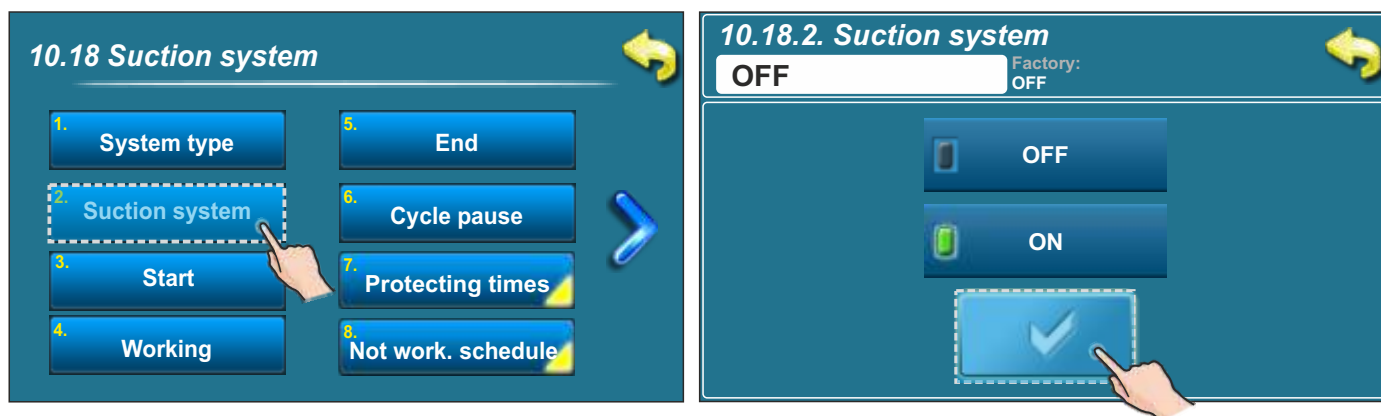 10.18 Suction system
1. System type
2. Suction system
3. Start
4. Working
5. End
6. Cycle pause
7. Protecting times
8. Not work. schedule
10.18.2. Suction system
OFF
Factory:
OFF
OFF
ON